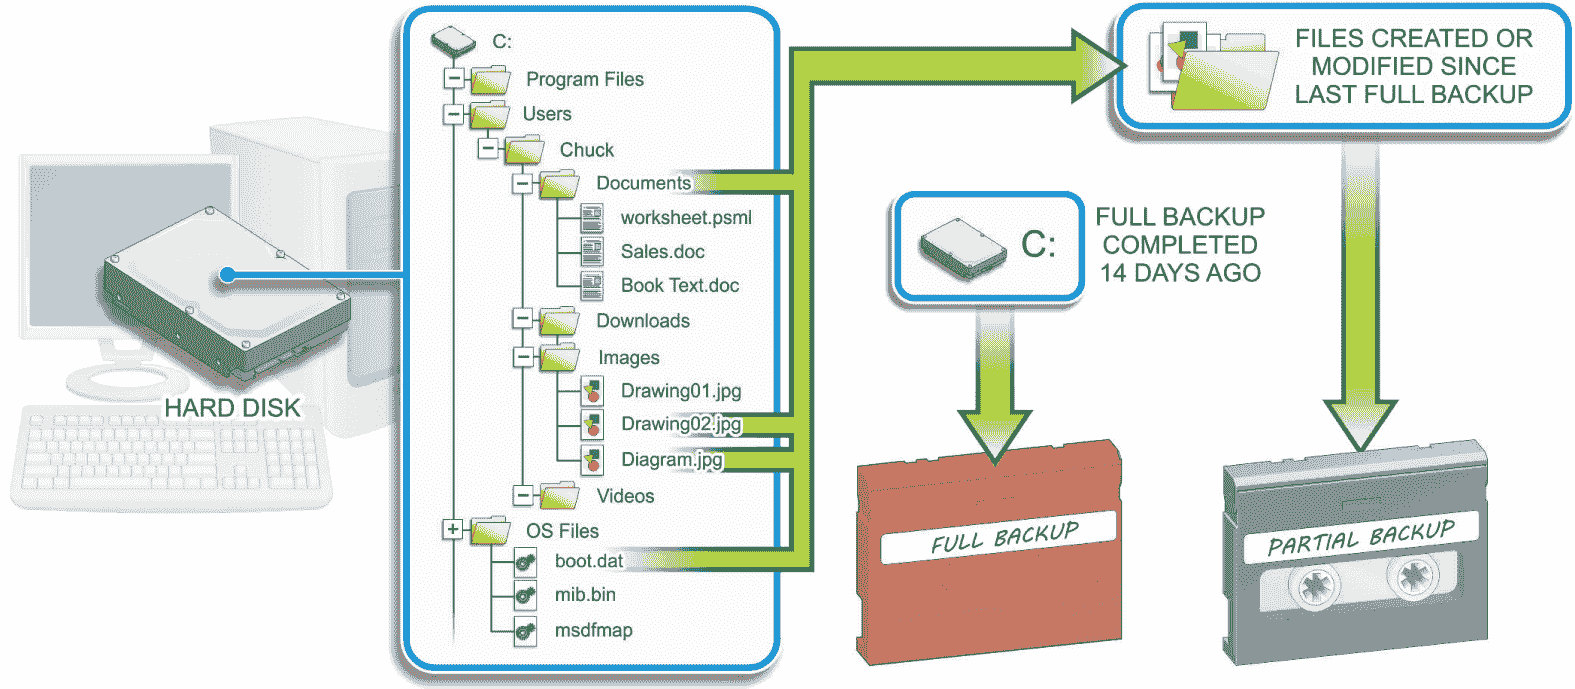 C:
Program Files
Users
Chuck
Documents
worksheet.psml
Sales.doc
Book Text.doc
Downloads
Images
Drawing01.jpg
Drawing02.jpg
Diagram.jpg
Videos
OS Files
boot.dat
mib.bin
msdfmap
HARD DISK
FILES CREATED OR
MODIFIED SINCE
LAST FULL BACKUP
C:
FULL BACKUP
COMPLETED
14 DAYS AGO
FULL BACKUP
PARTIAL BACKUP